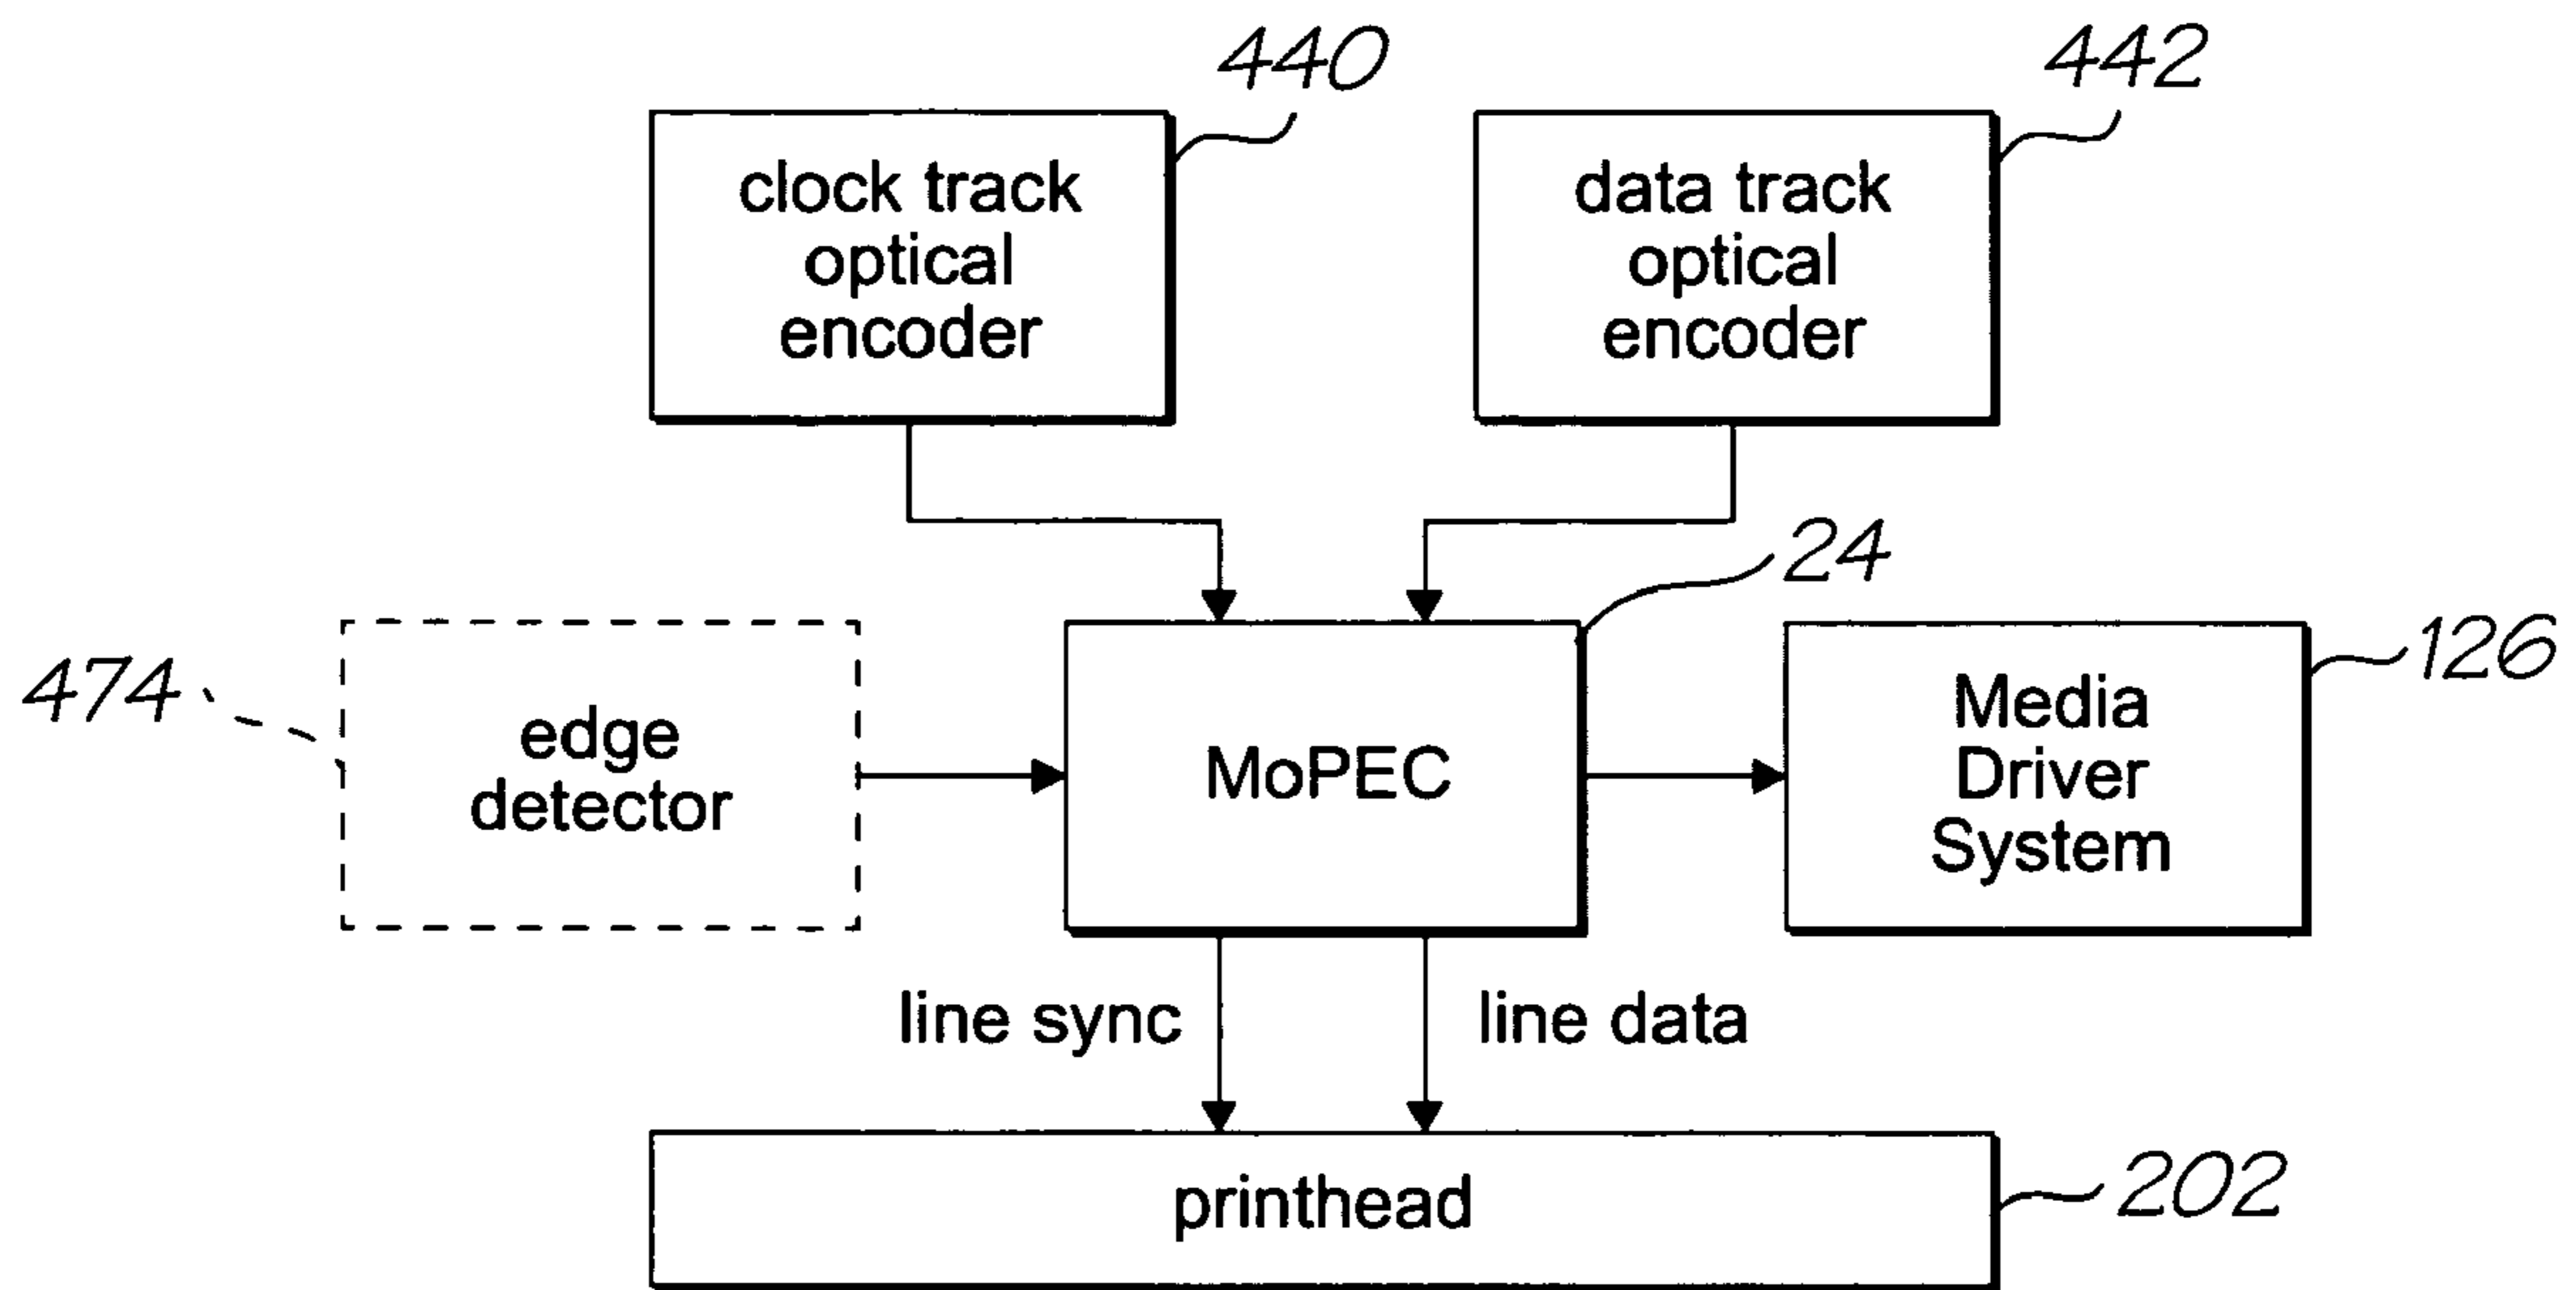 440
442
clock track
optical
encoder
data track
optical
encoder
24
474
edge
detector
MoPEC
Media
Driver
System
126
line sync
line data
printhead
202